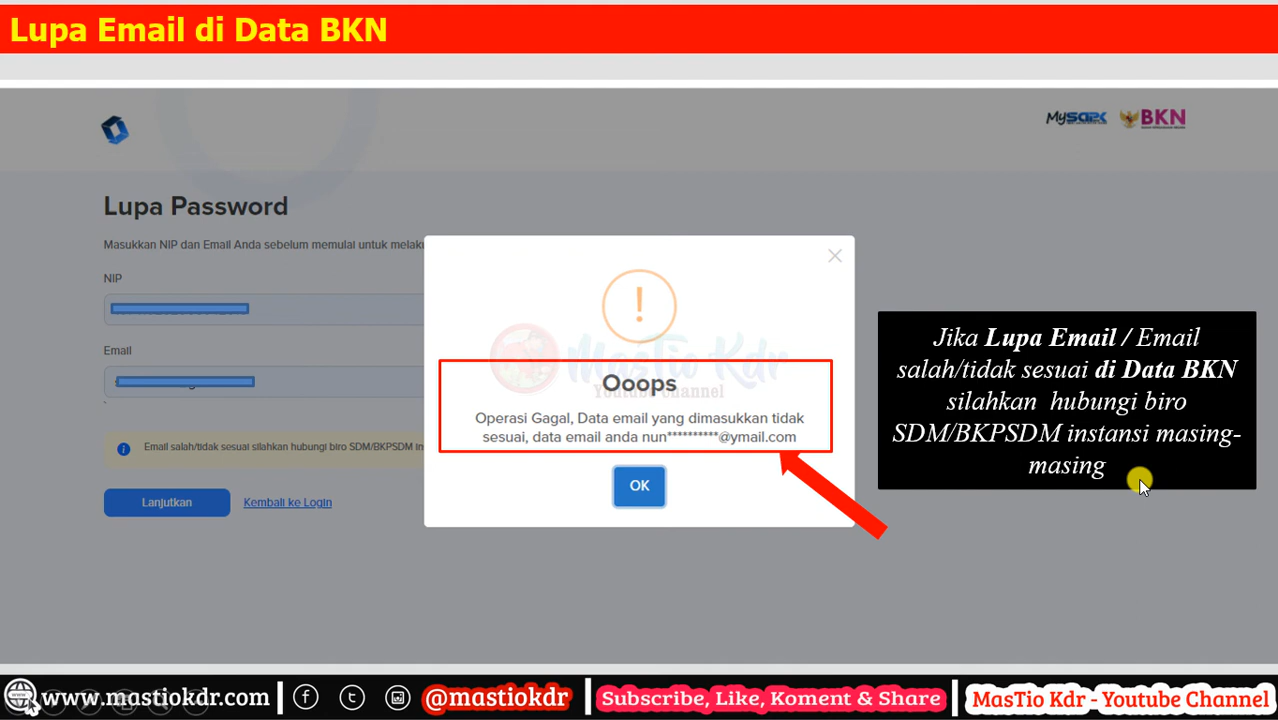 Lupa Email di Data BKN
MySAPK BKN
Lupa Password
Masukkan NIP dan Email Anda sebelum memulai untuk
NIP
Email
Email salah/tidak sesuai silahkan hubungi biro SDM/BKPSDM
Lanjutkan
Kembali ke Login
MasTio Kdr
Youtube Channel
Ooops
Operasi Gagal, Data email yang dimasukkan tidak
sesuai, data email anda nun**********@ymail.com
OK
Jika Lupa Email / Email
salah/tidak sesuai di Data BKN
silahkan hubungi biro
SDM/BKPSDM instansi masing-
masing
www.mastiokdr.com
@mastiokdr
Subscribe, Like, Koment & Share
MasTio Kdr - Youtube Channel